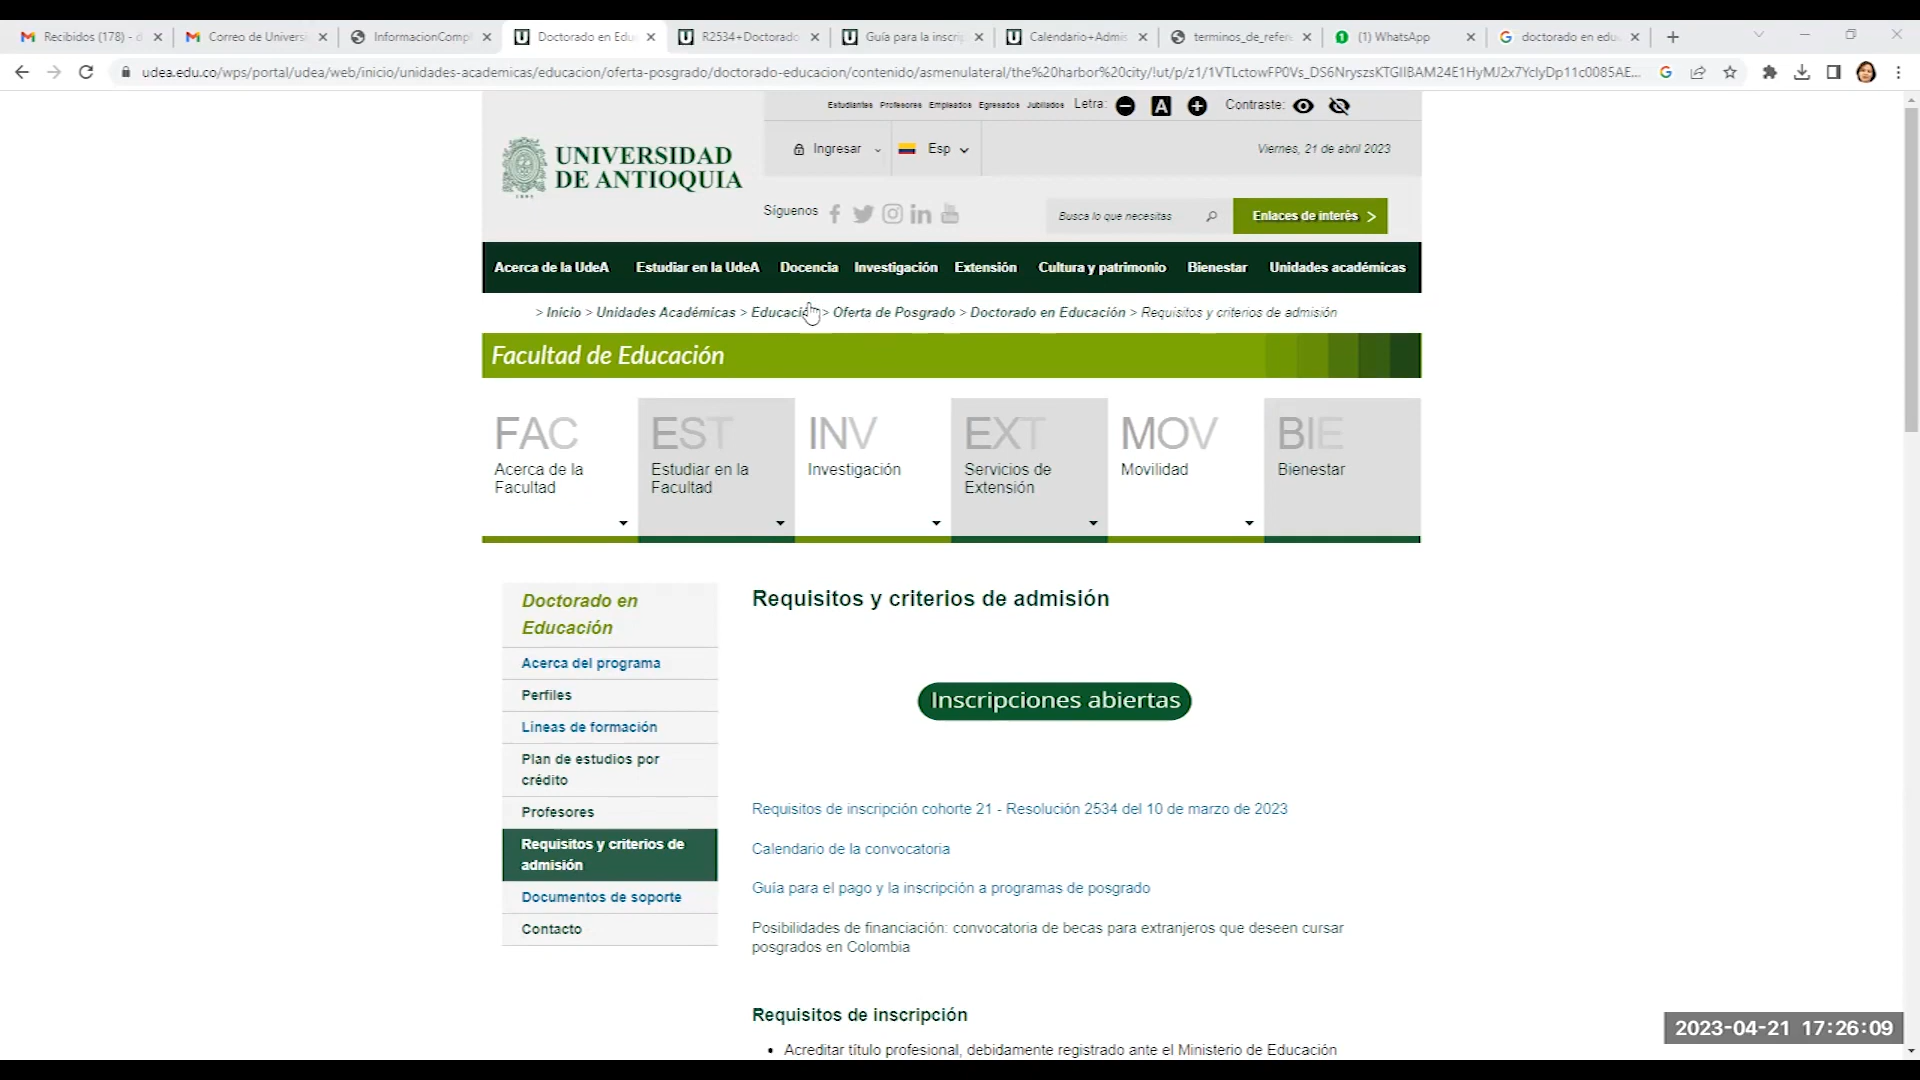 Recibidos (178) - d
Correo de Universi
InformacionCompl
Doctorado en Edu
R2534+Doctorado
Guía para la inscrip
Calendario+Admis
terminos_de_refere
(1) WhatsApp
doctorado en edu
udea.edu.co/wps/portal/udea/web/inicio/unidades-academicas/educacion/oferta-posgrado/doctorado-educacion/contenido/asmenulateral/the%20harbor%20city/!ut/p/z1/
Estudiantes Profesores Empleados Egresados Jubilados Letra: A Contraste:
UNIVERSIDAD
DE ANTIOQUIA
1803
Ingresar
Esp
Viernes, 21 de abril 2023
Síguenos
Busca lo que necesitas
Enlaces de interés >
Acerca de la UdeA Estudiar en la UdeA Docencia Investigación Extensión Cultura y patrimonio Bienestar Unidades académicas
> Inicio > Unidades Académicas > Educación > Oferta de Posgrado > Doctorado en Educación > Requisitos y criterios de admisión
Facultad de Educación
FAC
Acerca de la
Facultad
EST
Estudiar en la
Facultad
INV
Investigación
EXT
Servicios de
Extensión
MOV
Movilidad
BIE
Bienestar
Doctorado en
Educación
Acerca del programa
Perfiles
Líneas de formación
Plan de estudios por
crédito
Profesores
Requisitos y criterios de
admisión
Documentos de soporte
Contacto
Requisitos y criterios de admisión
Inscripciones abiertas
Requisitos de inscripción cohorte 21 - Resolución 2534 del 10 de marzo de 2023
Calendario de la convocatoria
Guía para el pago y la inscripción a programas de posgrado
Posibilidades de financiación: convocatoria de becas para extranjeros que deseen cursar
posgrados en Colombia
Requisitos de inscripción
• Acreditar título profesional, debidamente registrado ante el Ministerio de Educación
2023-04-21 17:26:09